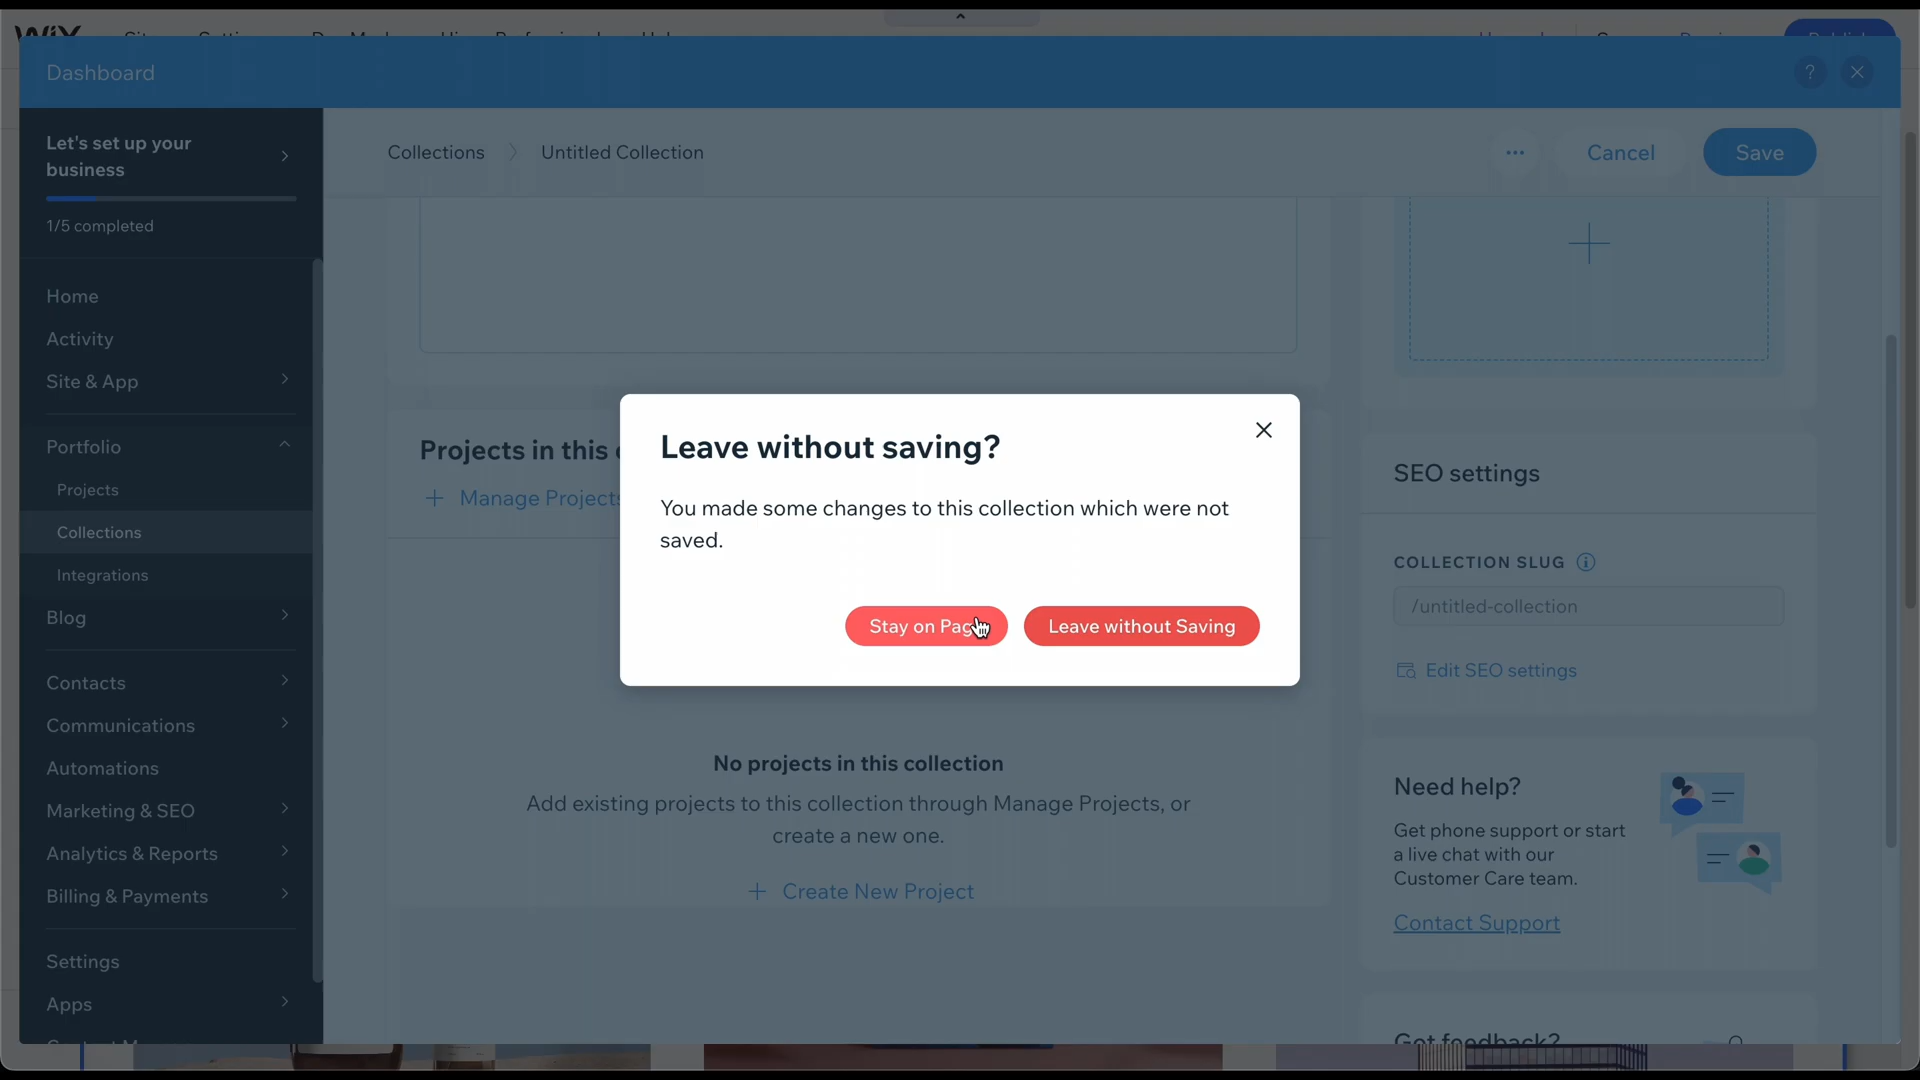 Dashboard
?
Let's set up your
business
1/5 completed
Home
Activity
Site & App
Portfolio
Projects
Collections
Integrations
Blog
Contacts
Communications
Automations
Marketing & SEO
Analytics & Reports
Billing & Payments
Settings
Apps
Collections > Untitled Collection
... Cancel Save
Projects in this
+ Manage Projects
Leave without saving?
You made some changes to this collection which were not
saved.
Stay on Page
Leave without Saving
No projects in this collection
Add existing projects to this collection through Manage Projects, or
create a new one.
+ Create New Project
SEO settings
COLLECTION SLUG
/untitled-collection
Edit SEO settings
Need help?
Get phone support or start
a live chat with our
Customer Care team.
Contact Support
Got feedback?